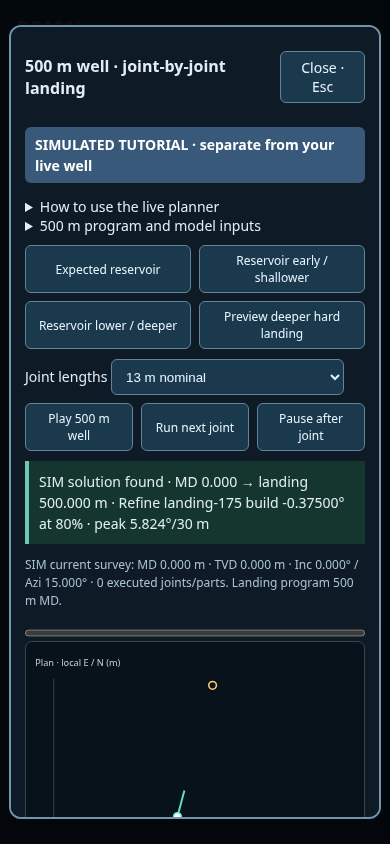 500 m well · joint-by-joint
landing
Close ·
Esc
SIMULATED TUTORIAL · separate from your
live well
▶ How to use the live planner
▶ 500 m program and model inputs
Expected reservoir
Reservoir early /
shallower
Reservoir lower / deeper
Preview deeper hard
landing
Joint lengths
13 m nominal
Play 500 m
well
Run next joint
Pause after
joint
SIM solution found · MD 0.000 → landing
500.000 m · Refine landing-175 build -0.37500°
at 80% · peak 5.824°/30 m
SIM current survey: MD 0.000 m · TVD 0.000 m · Inc 0.000° /
Azi 15.000° · 0 executed joints/parts. Landing program 500
m MD.
Plan · local E / N (m)